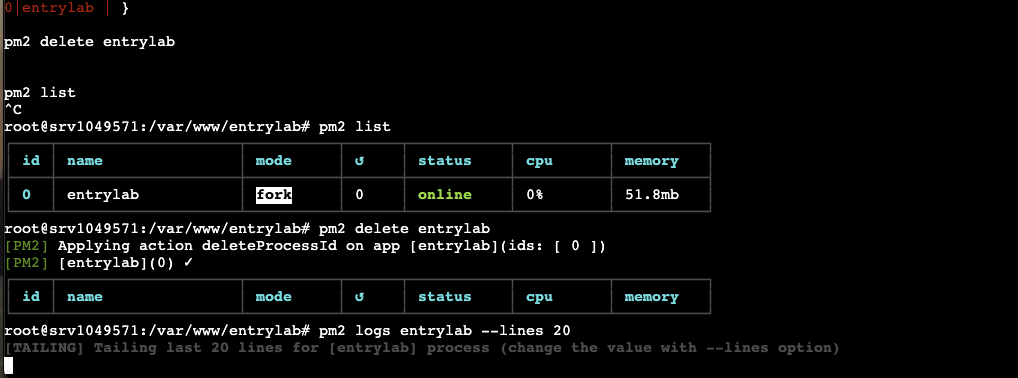 0|entrylab | }
pm2 delete entrylab
pm2 list
^C
root@srv1049571:/var/www/entrylab# pm2 list
id name mode ↺ status cpu memory
0 entrylab fork 0 online 0% 51.8mb
root@srv1049571:/var/www/entrylab# pm2 delete entrylab
[PM2] Applying action deleteProcessId on app [entrylab](ids: [ 0 ])
[PM2] [entrylab](0) ✓
id name mode ↺ status cpu memory
root@srv1049571:/var/www/entrylab# pm2 logs entrylab --lines 20
[TAILING] Tailing last 20 lines for [entrylab] process (change the value with --lines option)